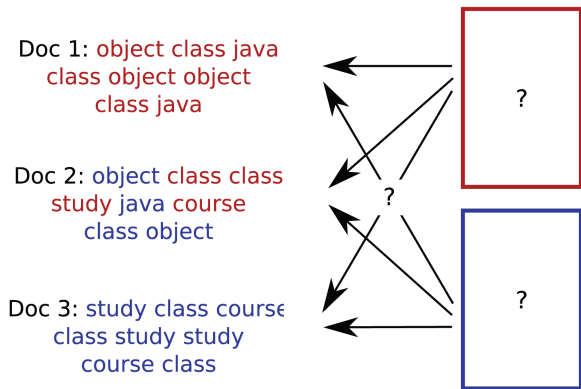 Doc 1: object class java
class object object
class java
?
Doc 2: object class class
study java course
class object
?
Doc 3: study class course
class study study
course class
?